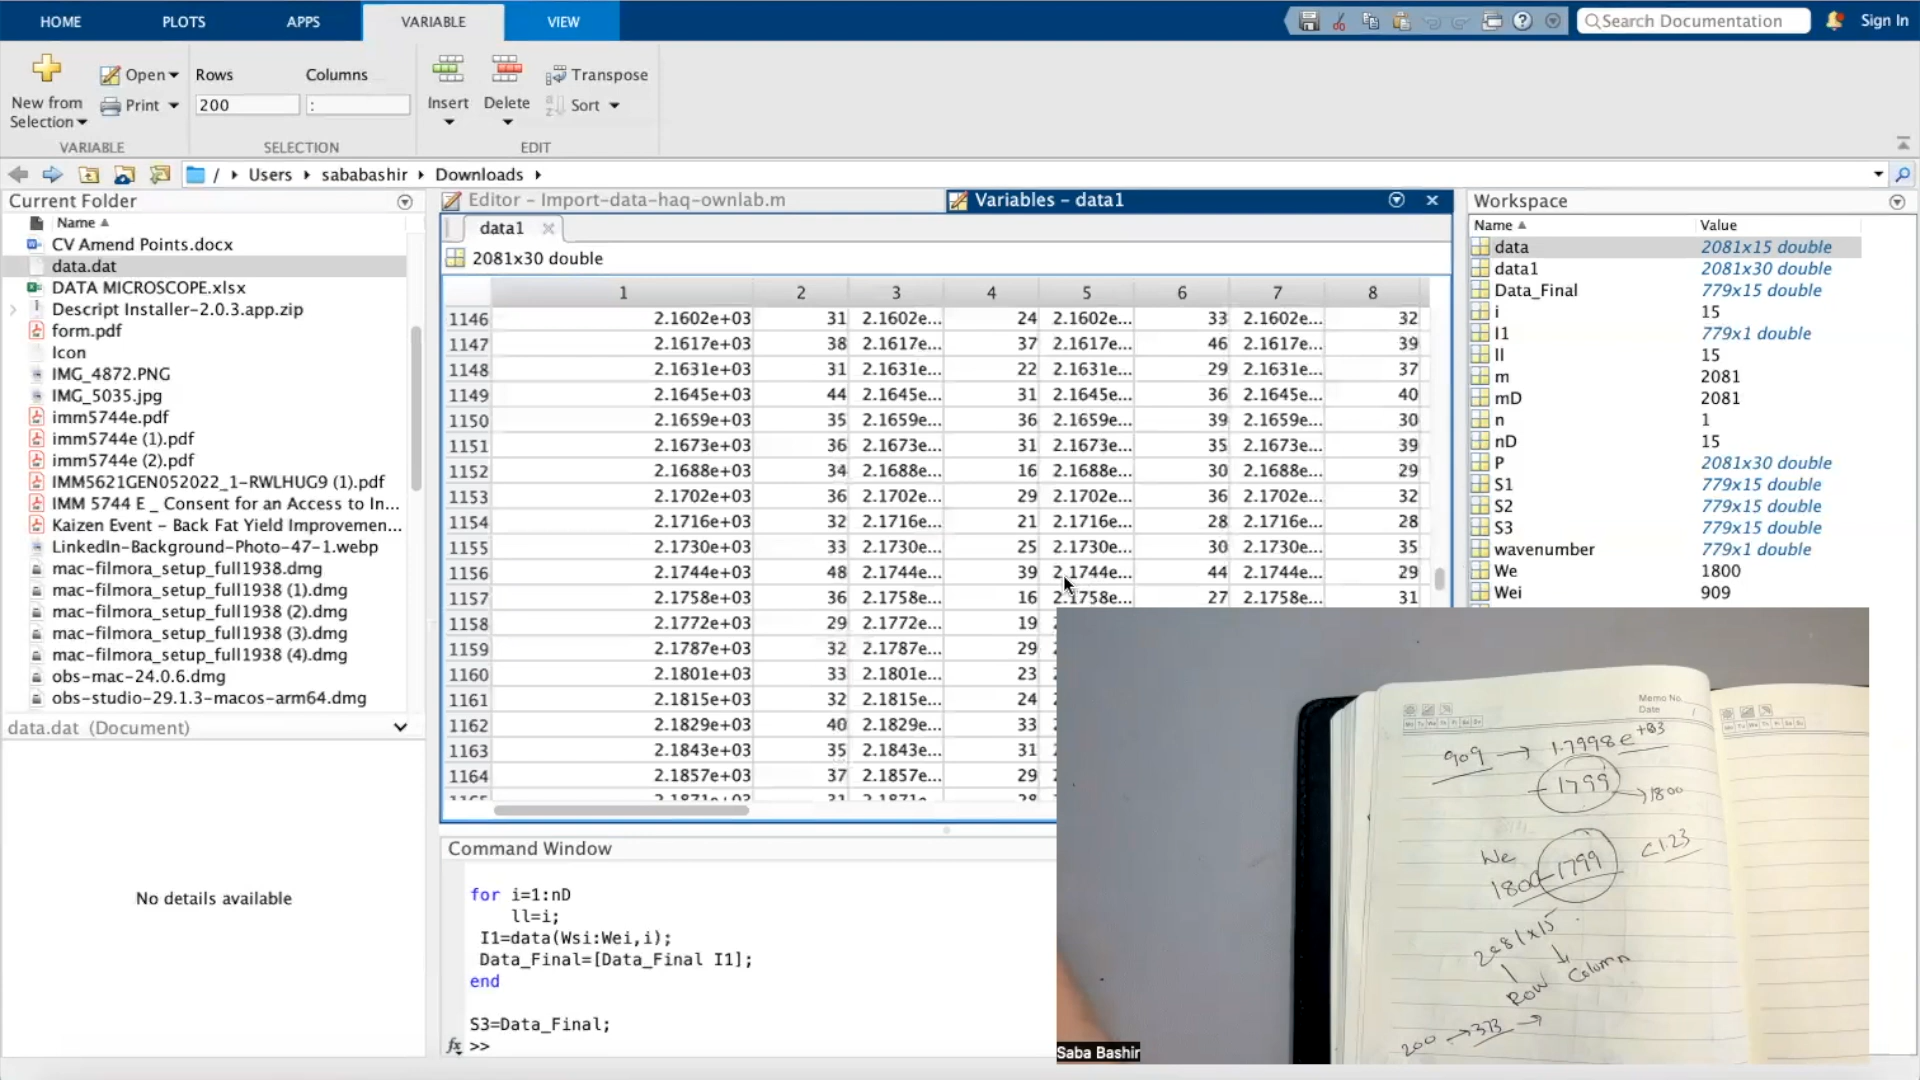 HOME PLOTS APPS VARIABLE VIEW Search Documentation Sign In
New from Selection
Open
Print
VARIABLE
Rows Columns
200 :
SELECTION
Insert Delete Transpose
Sort
EDIT
/ Users sababashir Downloads
Current Folder
Name
CV Amend Points.docx
data.dat
DATA MICROSCOPE.xlsx
Descript Installer-2.0.3.app.zip
form.pdf
Icon
IMG_4872.PNG
IMG_5035.jpg
imm5744e.pdf
imm5744e (1).pdf
imm5744e (2).pdf
IMM5621GEN052022_1-RWLHUG9 (1).pdf
IMM 5744 E _ Consent for an Access to In...
Kaizen Event – Back Fat Yield Improvemen...
LinkedIn-Background-Photo-47-1.webp
mac-filmora_setup_full1938.dmg
mac-filmora_setup_full1938 (1).dmg
mac-filmora_setup_full1938 (2).dmg
mac-filmora_setup_full1938 (3).dmg
mac-filmora_setup_full1938 (4).dmg
obs-mac-24.0.6.dmg
obs-studio-29.1.3-macos-arm64.dmg
data.dat (Document)
No details available
Editor – Import-data-haq-ownlab.m
Variables – data1
data1
2081x30 double
1 2 3 4 5 6 7 8
1146 2.1602e+03 31 2.1602e... 24 2.1602e... 33 2.1602e... 32
1147 2.1617e+03 38 2.1617e... 37 2.1617e... 46 2.1617e... 39
1148 2.1631e+03 31 2.1631e... 22 2.1631e... 29 2.1631e... 37
1149 2.1645e+03 44 2.1645e... 31 2.1645e... 36 2.1645e... 40
1150 2.1659e+03 35 2.1659e... 36 2.1659e... 39 2.1659e... 30
1151 2.1673e+03 36 2.1673e... 31 2.1673e... 35 2.1673e... 39
1152 2.1688e+03 34 2.1688e... 16 2.1688e... 30 2.1688e... 29
1153 2.1702e+03 36 2.1702e... 29 2.1702e... 36 2.1702e... 32
1154 2.1716e+03 32 2.1716e... 21 2.1716e... 28 2.1716e... 28
1155 2.1730e+03 33 2.1730e... 25 2.1730e... 30 2.1730e... 35
1156 2.1744e+03 48 2.1744e... 39 2.1744e... 44 2.1744e... 29
1157 2.1758e+03 36 2.1758e... 16 2.1758e... 27 2.1758e... 31
1158 2.1772e+03 29 2.1772e... 19
1159 2.1787e+03 32 2.1787e... 29
1160 2.1801e+03 33 2.1801e... 23
1161 2.1815e+03 32 2.1815e... 24
1162 2.1829e+03 40 2.1829e... 33
1163 2.1843e+03 35 2.1843e... 31
1164 2.1857e+03 37 2.1857e... 29
Command Window
for i=1:nD
ll=i;
I1=data(Wsi:Wei,i);
Data_Final=[Data_Final I1];
end
S3=Data_Final;
fx >>
Workspace
Name Value
data 2081x15 double
data1 2081x30 double
Data_Final 779x15 double
i 15
I1 779x1 double
ll 15
m 2081
mD 2081
n 1
nD 15
P 2081x30 double
S1 779x15 double
S2 779x15 double
S3 779x15 double
wavenumber 779x1 double
We 1800
Wei 909
Memo No.
Date
909 → 1.7998e+03
1799 → 1800
We
1800-1799 <1.23
2081x15
Row Column
200 → 373 →
Saba Bashir